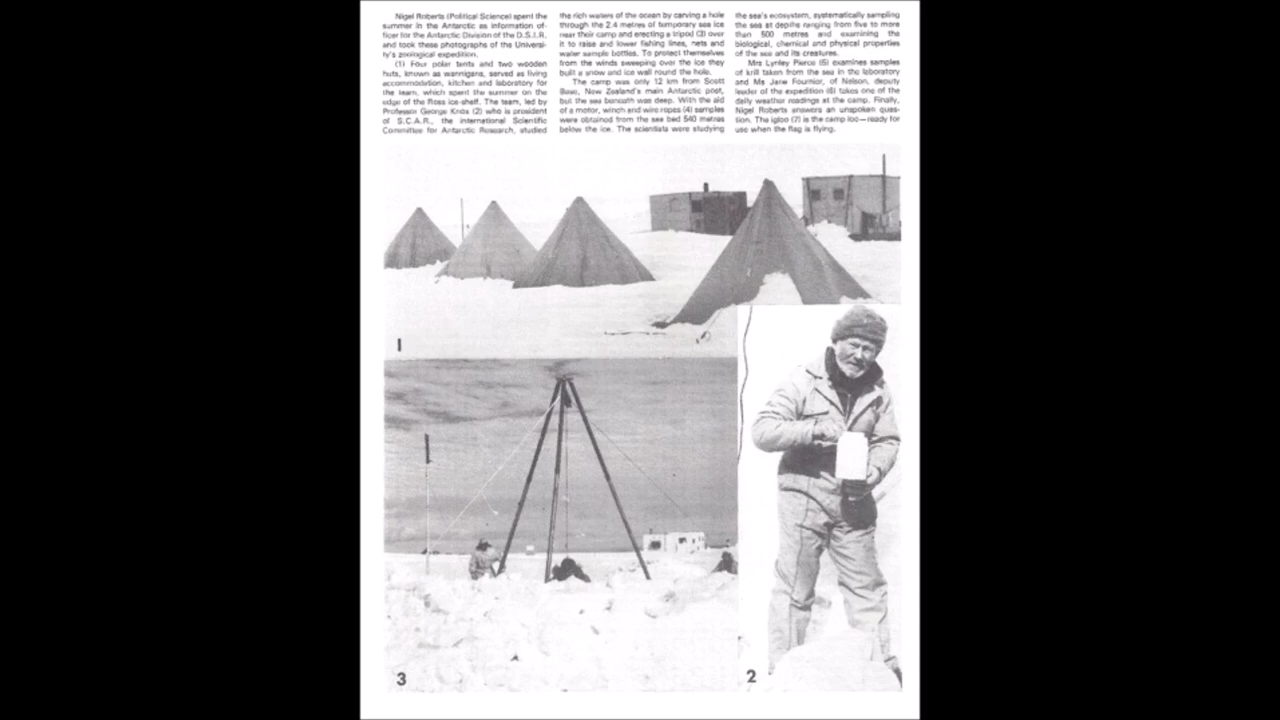 Nigel Roberts (Political Science) spent the
summer in the Antarctic as information of-
ficer for the Antarctic Division of the D.S.I.R.
and took these photographs of the Universi-
ty's zoological expedition.
(1) Four polar tents and two wooden
huts, known as wannigans, served as living
accommodation, kitchen and laboratory for
the team, which spent the summer on the
edge of the Ross ice-shelf. The team, led by
Professor George Knox (2) who is president
of S.C.A.R., the international Scientific
Committee for Antarctic Research, studied
the rich waters of the ocean by carving a hole
through the 2.4 metres of temporary sea ice
near their camp and erecting a tripod (3) over
it to raise and lower fishing lines, nets and
water sample bottles. To protect themselves
from the winds sweeping over the ice they
built a snow and ice wall round the hole.
The camp was only 12 km from Scott
Base, New Zealand's main Antarctic post,
but the sea beneath was deep. With the aid
of a motor, winch and wire ropes (4) samples
were obtained from the sea bed 540 metres
below the ice. The scientists were studying
the sea's ecosystem, systematically sampling
the sea at depths ranging from five to more
than 500 metres and examining the
biological, chemical and physical properties
of the sea and its creatures.
Mrs Lynley Pierce (5) examines samples
of krill taken from the sea in the laboratory
and Ms Jane Fournier, of Nelson, deputy
leader of the expedition (6) takes one of the
daily weather readings at the camp. Finally,
Nigel Roberts answers an unspoken ques-
tion. The igloo (7) is the camp loo—ready for
use when the flag is flying.
1
3
2